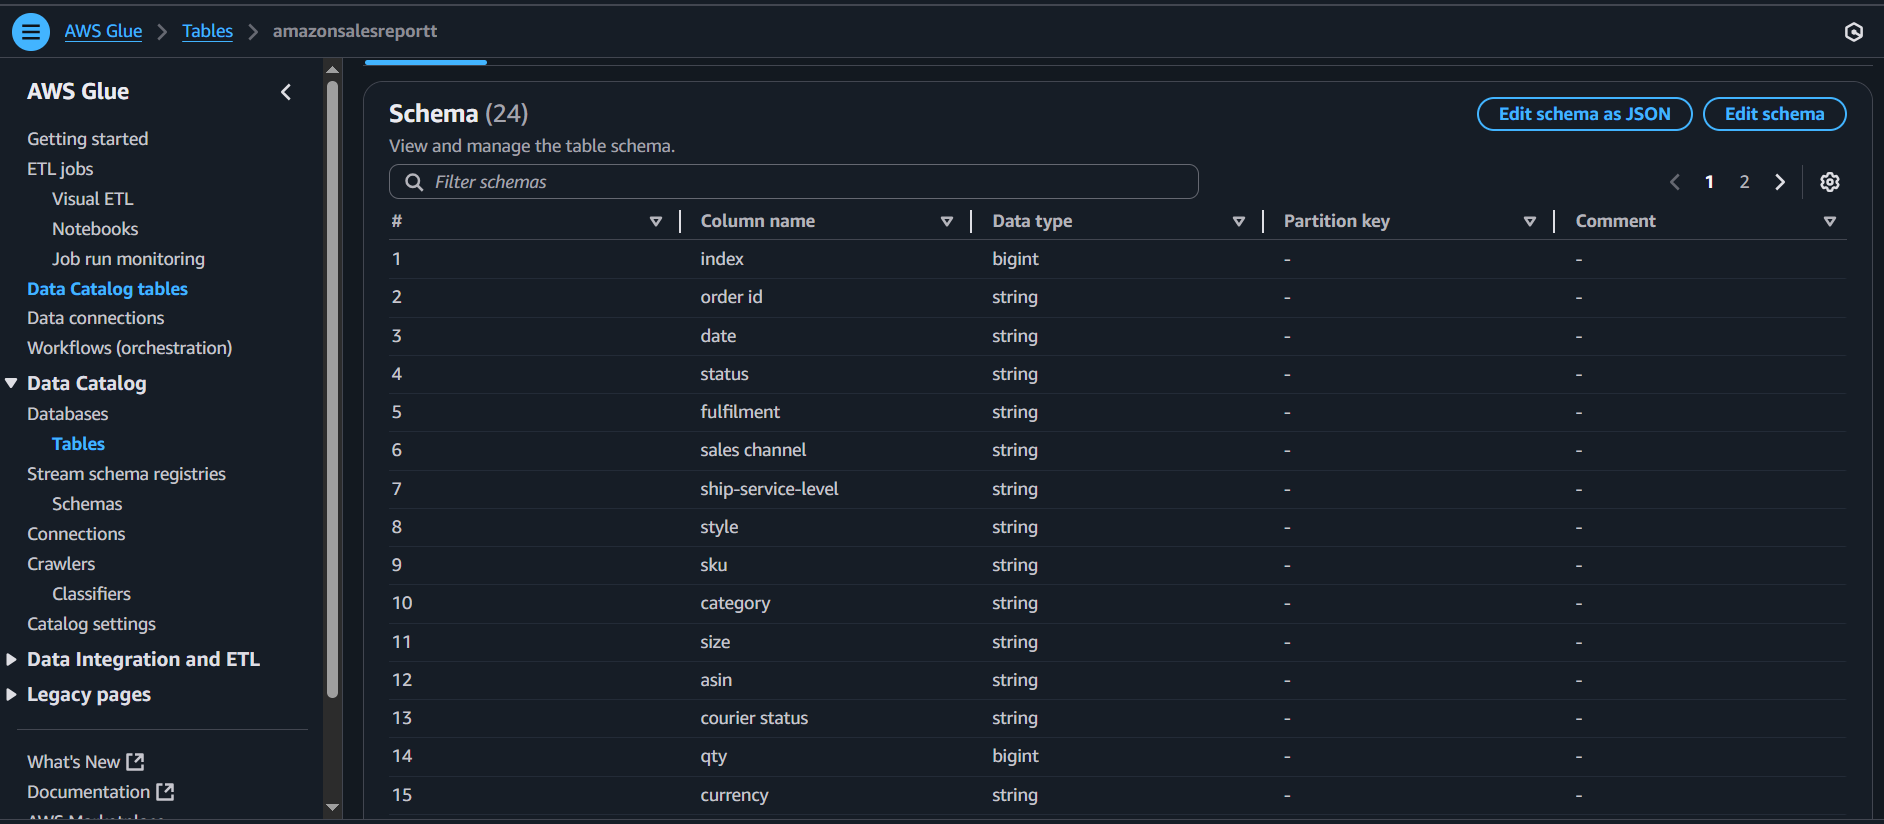 AWS Glue > Tables > amazonsalesreportt
AWS Glue
Getting started
ETL jobs
Visual ETL
Notebooks
Job run monitoring
Data Catalog tables
Data connections
Workflows (orchestration)
Data Catalog
Databases
Tables
Stream schema registries
Schemas
Connections
Crawlers
Classifiers
Catalog settings
Data Integration and ETL
Legacy pages
What's New
Documentation
Schema (24)
Edit schema as JSON
Edit schema
View and manage the table schema.
Filter schemas
1 2
# Column name Data type Partition key Comment
1 index bigint - -
2 order id string - -
3 date string - -
4 status string - -
5 fulfilment string - -
6 sales channel string - -
7 ship-service-level string - -
8 style string - -
9 sku string - -
10 category string - -
11 size string - -
12 asin string - -
13 courier status string - -
14 qty bigint - -
15 currency string - -